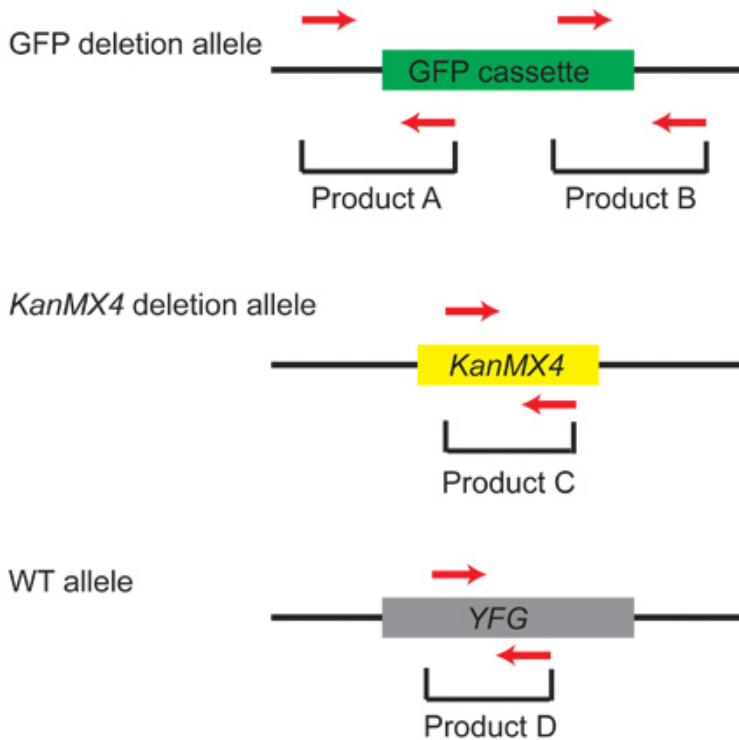 GFP deletion allele
GFP cassette
Product A
Product B
KanMX4 deletion allele
KanMX4
Product C
WT allele
YFG
Product D